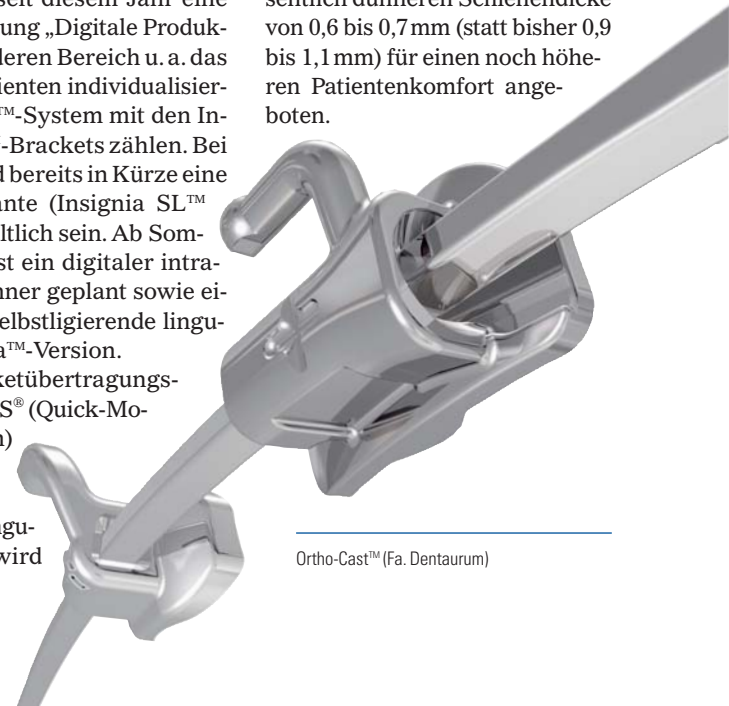 seit diesem Jahr eine
ung „Digitale Produk-
deren Bereich u. a. das
ienten individualisier-
™-System mit den In-
-Brackets zählen. Bei
d bereits in Kürze eine
ante (Insignia SL™
ltlich sein. Ab Som-
st ein digitaler intra-
nner geplant sowie ei-
elbstligierende lingu-
a™-Version.
ketübertragungs-
S® (Quick-Mo-
n)
ngu-
wird
sentlich dünneren Schienendicke
von 0,6 bis 0,7 mm (statt bisher 0,9
bis 1,1 mm) für einen noch höhe-
ren Patientenkomfort ange-
boten.
Ortho-Cast™ (Fa. Dentaurum)